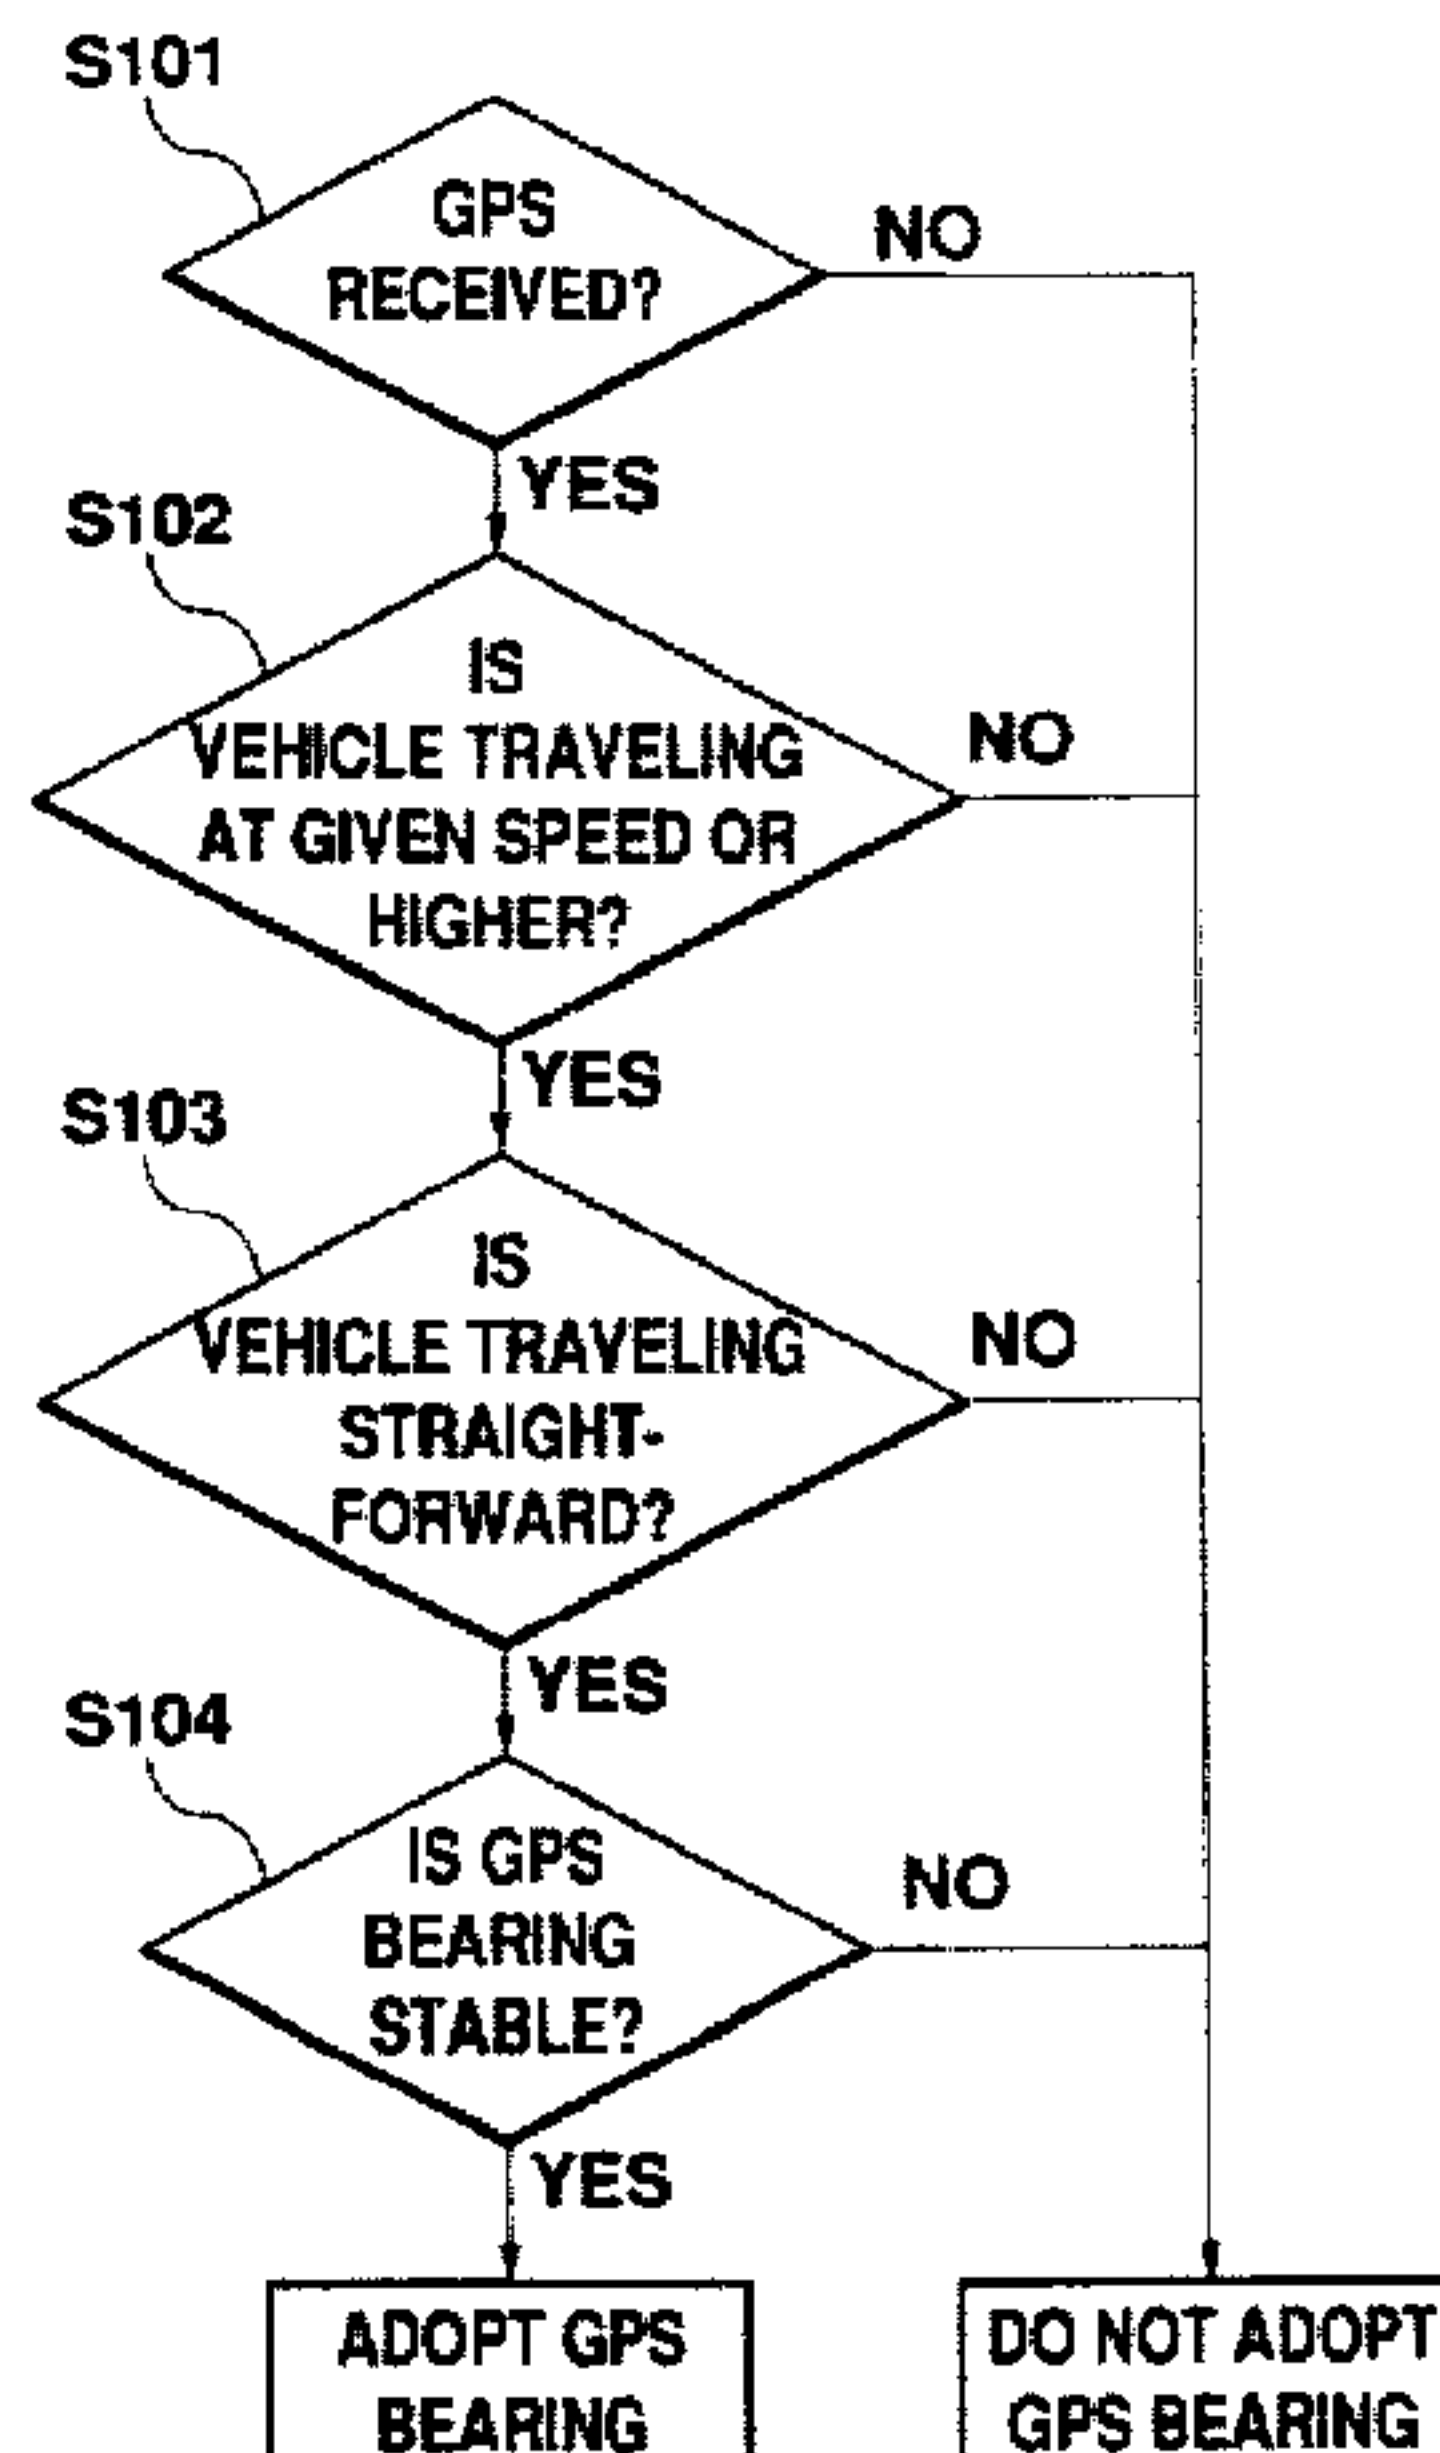 S101
GPS
RECEIVED?
NO
YES
S102
IS
VEHICLE TRAVELING
AT GIVEN SPEED OR
HIGHER?
NO
YES
S103
IS
VEHICLE TRAVELING
STRAIGHT-
FORWARD?
NO
YES
S104
IS GPS
BEARING
STABLE?
NO
YES
ADOPT GPS
BEARING
DO NOT ADOPT
GPS BEARING